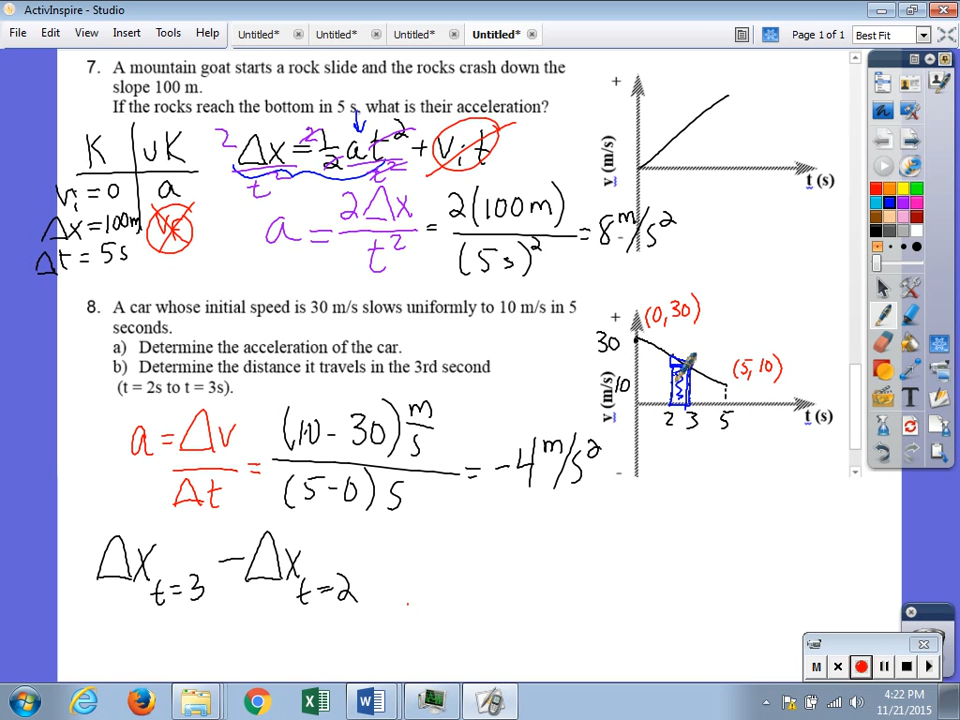 ActivInspire - Studio
File Edit View Insert Tools Help Untitled* Untitled* Untitled* Untitled* Page 1 of 1 Best Fit
7. A mountain goat starts a rock slide and the rocks crash down the
slope 100 m.
If the rocks reach the bottom in 5 s, what is their acceleration?
K UK
Vi = 0 a
Δx = 100m Vf
Δt = 5s
2 Δx = 2 1/2 at² + Vit
t² t²
a = 2Δx/t² = 2(100m)/(5s)² = 8 m/s²
+
v (m/s)
t (s)
-
8. A car whose initial speed is 30 m/s slows uniformly to 10 m/s in 5
seconds.
a) Determine the acceleration of the car.
b) Determine the distance it travels in the 3rd second
(t = 2s to t = 3s).
+ (0,30)
30
(5,10)
10
v (m/s)
2 3 5
t (s)
-
a = Δv/Δt = (10 - 30) m/s / (5 - 0) s = -4 m/s²
Δx t=3 - Δx t=2
4:22 PM
11/21/2015